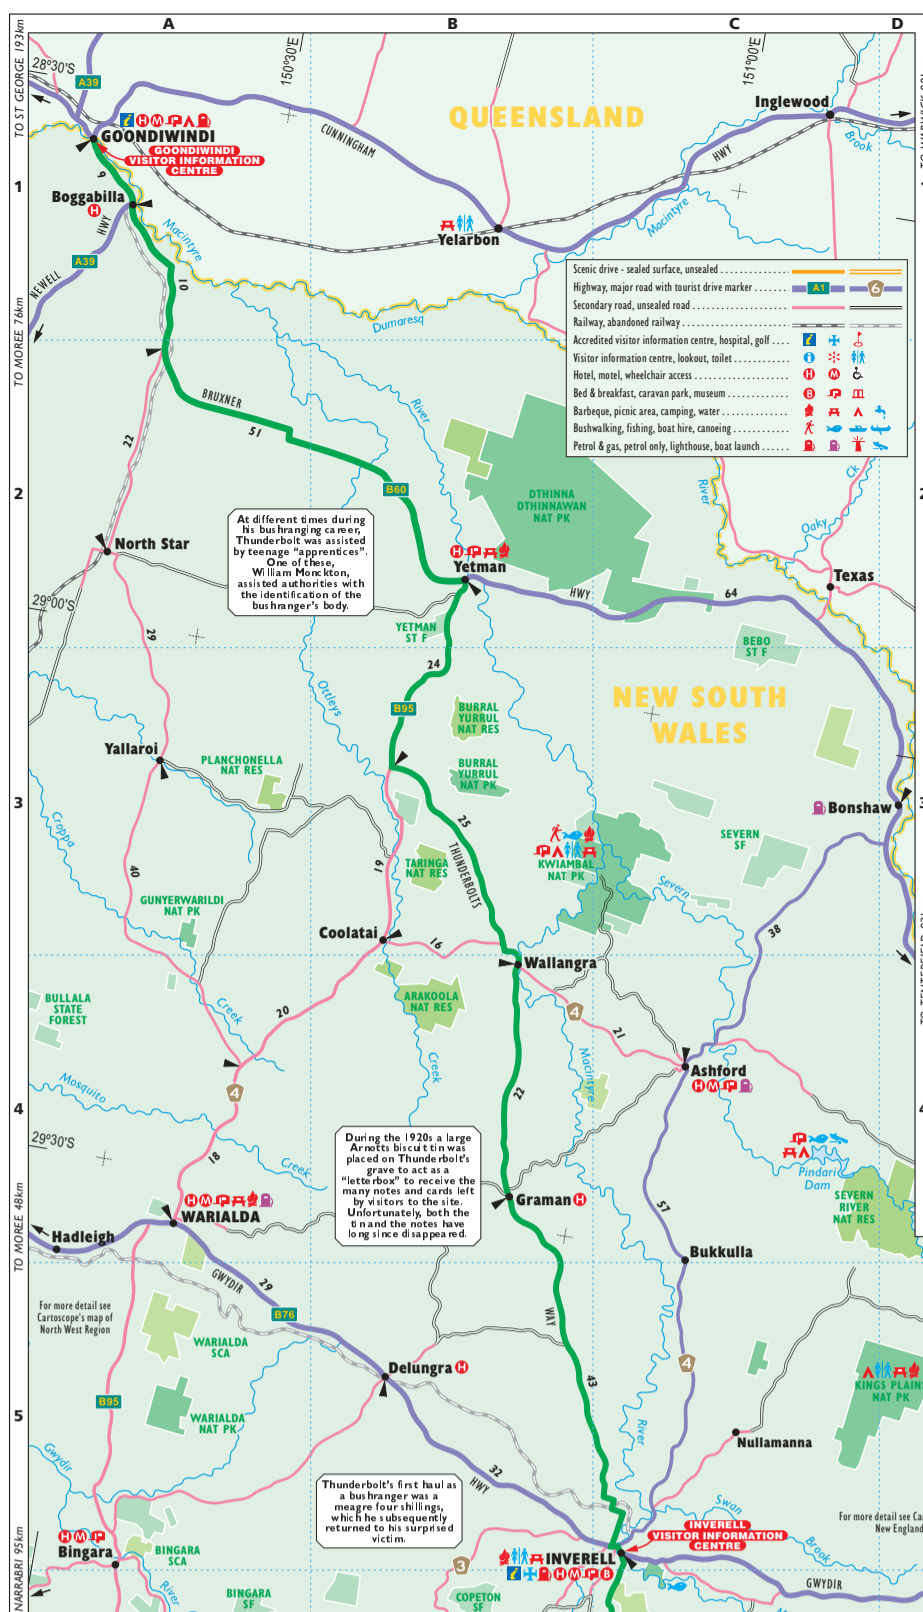 A
B
C
D
TO ST GEORGE 193km
28°30'S
150°30'E
151°00'E
A39
QUEENSLAND
Inglewood
GOONDIWINDI
GOONDIWINDI
VISITOR INFORMATION
CENTRE
CUNNINGHAM
HWY
Brook
1
9
Boggabilla
H
HWY
Macintyre
Macintyre
Yelarbon
A39
NEWELL
10
TO MOREE 76km
Dumaresq
Scenic drive - sealed surface, unsealed
Highway, major road with tourist drive marker
A1
6
Secondary road, unsealed road
Railway, abandoned railway
Accredited visitor information centre, hospital, golf
Visitor information centre, lookout, toilet
Hotel, motel, wheelchair access
Bed & breakfast, caravan park, museum
Barbeque, picnic area, camping, water
Bushwalking, fishing, boat hire, canoeing
Petrol & gas, petrol only, lighthouse, boat launch
BRUXNER
51
River
22
2
B60
DTHINNA
DTHINNAWAN
NAT PK
River
Ck
Oaky
At different times during
his bushranging career,
Thunderbolt was assisted
by teenage "apprentices".
One of these,
William Monckton,
assisted authorities with
the identification of the
bushranger's body.
North Star
Yetman
Texas
HWY
64
29°00'S
29
YETMAN
ST F
BEBO
ST F
24
Ottleys
B95
BURRAL
YURRUL
NAT RES
NEW SOUTH
WALES
Yallaroi
PLANCHONELLA
NAT RES
BURRAL
YURRUL
NAT PK
3
Bonshaw
Croppa
25
THUNDERBOLTS
SEVERN
SF
40
19
TARINGA
NAT RES
KWIAMBAL
NAT PK
Severn
GUNYERWARILDI
NAT PK
Coolatai
16
38
Wallangra
BULLALA
STATE
FOREST
Creek
20
ARAKOOLA
NAT RES
4
21
Creek
Macintyre
Ashford
Mosquito
4
22
4
29°30'S
18
Creek
During the 1920s a large
Arnotts biscuit tin was
placed on Thunderbolt's
grave to act as a
"letterbox" to receive the
many notes and cards left
by visitors to the site.
Unfortunately, both the
tin and the notes have
long since disappeared.
Pindari
Dam
SEVERN
RIVER
NAT RES
TO MOREE 48km
WARIALDA
Graman
57
Hadleigh
Bukkulla
GWYDIR
29
B76
For more detail see
Cartoscope's map of
North West Region
WARIALDA
SCA
WAY
Delungra
43
4
KINGS PLAINS
NAT PK
B95
WARIALDA
NAT PK
5
River
Nullamanna
Gwydir
32
HWY
Thunderbolt's first haul as
a bushranger was a
meagre four shillings,
which he subsequently
returned to his surprised
victim.
Swan
Brook
For more detail see Ca
New England
INVERELL
VISITOR INFORMATION
CENTRE
Bingara
BINGARA
SCA
3
INVERELL
GWYDIR
NARRABRI 95km
River
BINGARA
SF
COPETON
SF